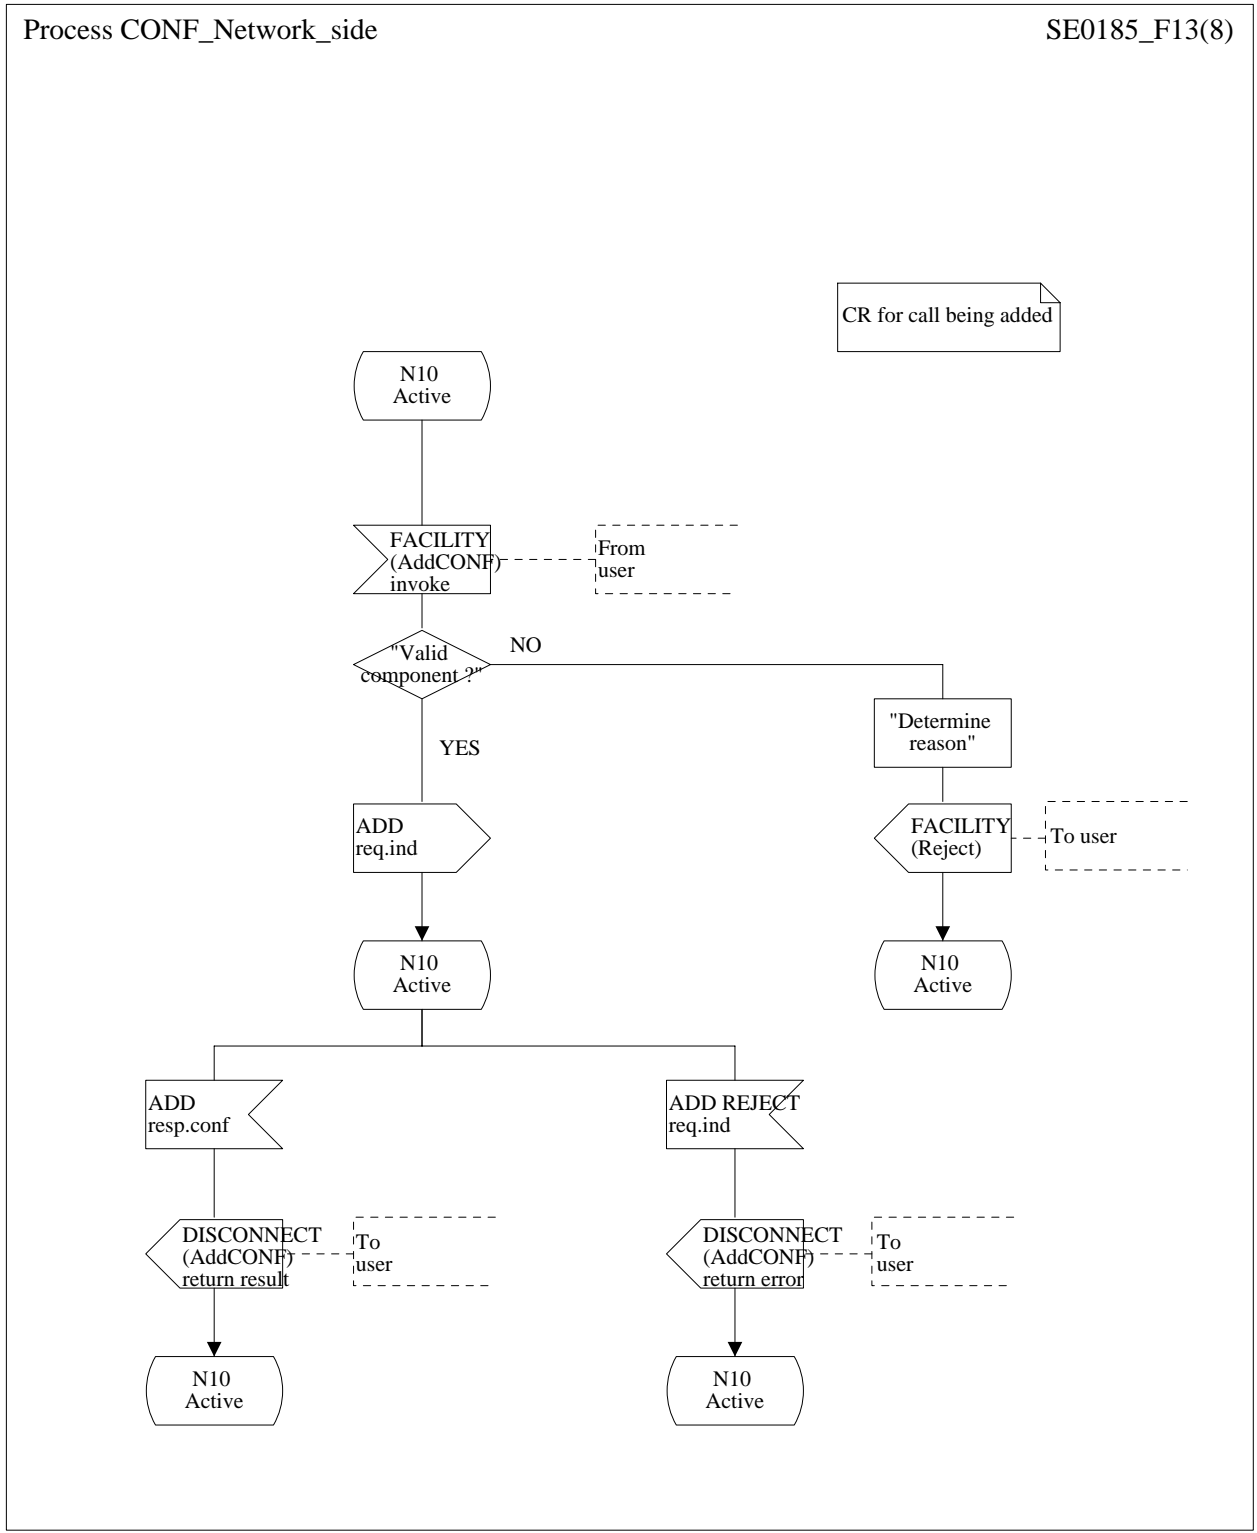 Process CONF_Network_side
SE0185_F13(8)
CR for call being added
N10
Active
FACILITY
(AddCONF)
invoke
From
user
"Valid
component ?"
NO
YES
"Determine
reason"
ADD
req.ind
FACILITY
(Reject)
To user
N10
Active
N10
Active
ADD
resp.conf
ADD REJECT
req.ind
DISCONNECT
(AddCONF)
return result
To
user
DISCONNECT
(AddCONF)
return error
To
user
N10
Active
N10
Active